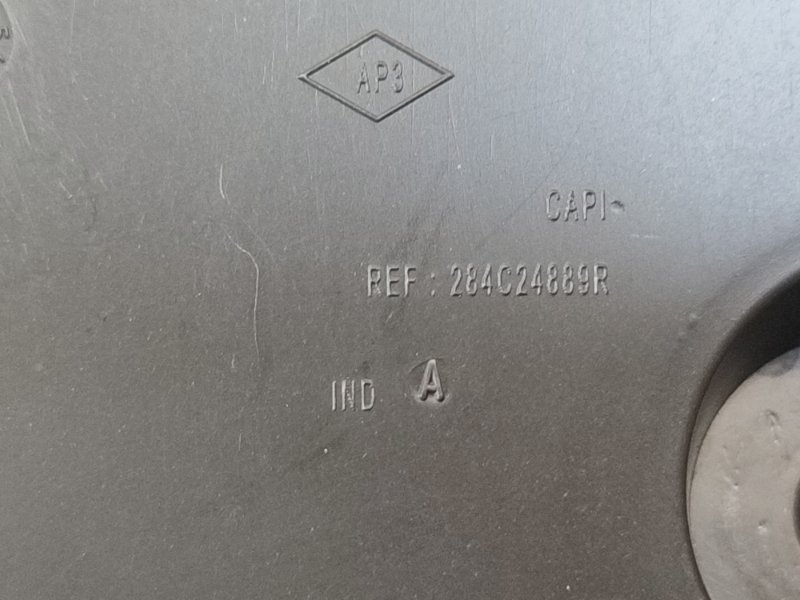 AP3
CAPI
REF : 284C24889R
IND A